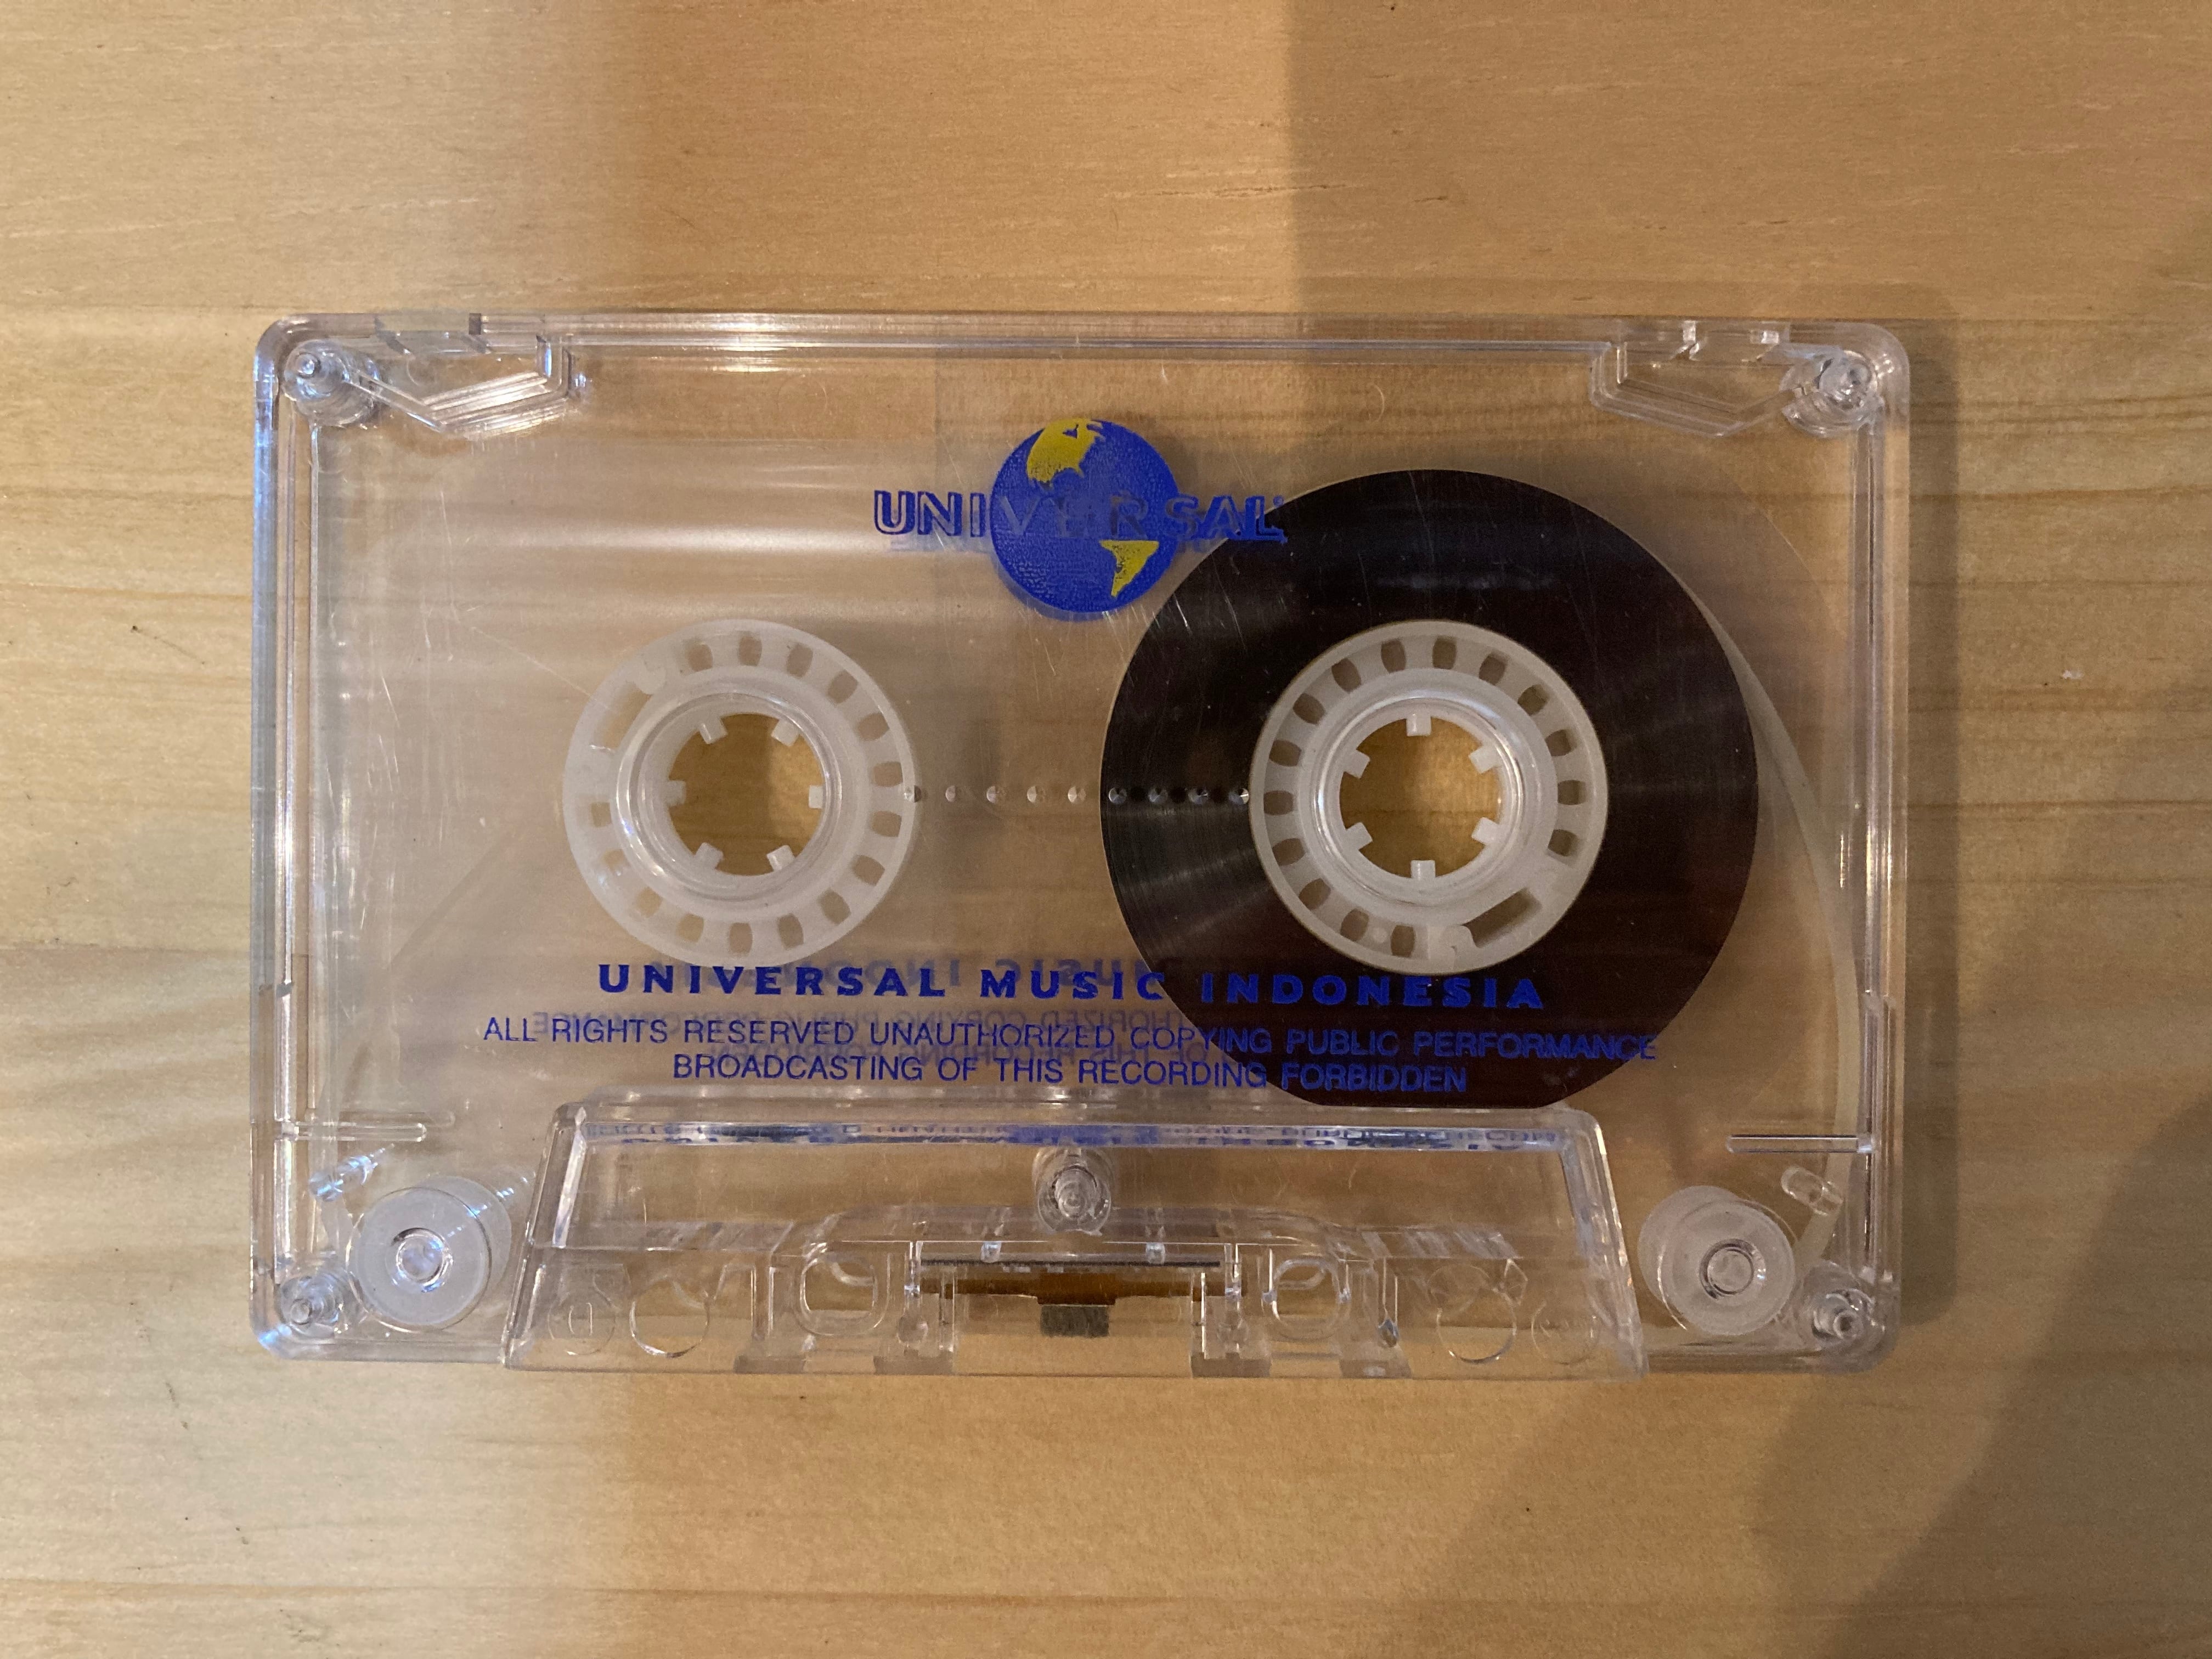 UNIVERSAL
UNIVERSAL MUSIC INDONESIA
ALL RIGHTS RESERVED UNAUTHORIZED COPYING PUBLIC PERFORMANCE
BROADCASTING OF THIS RECORDING FORBIDDEN